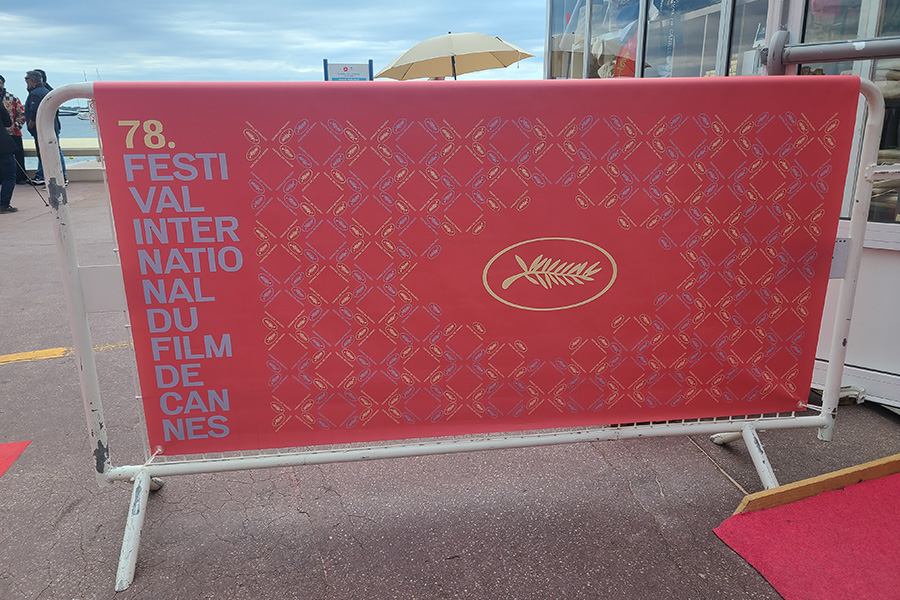 78.
FESTI
VAL
INTER
NATIO
NAL
DU
FILM
DE
CAN
NES